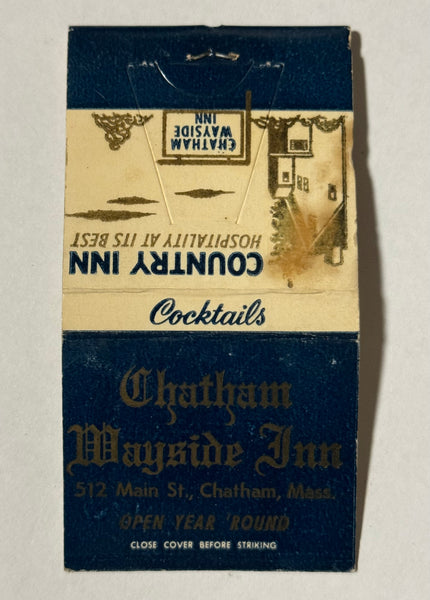 CHATHAM
WAYSIDE
INN
COUNTRY INN
HOSPITALITY AT ITS BEST
Cocktails
Chatham
Wayside Inn
512 Main St., Chatham, Mass.
OPEN YEAR 'ROUND
CLOSE COVER BEFORE STRIKING